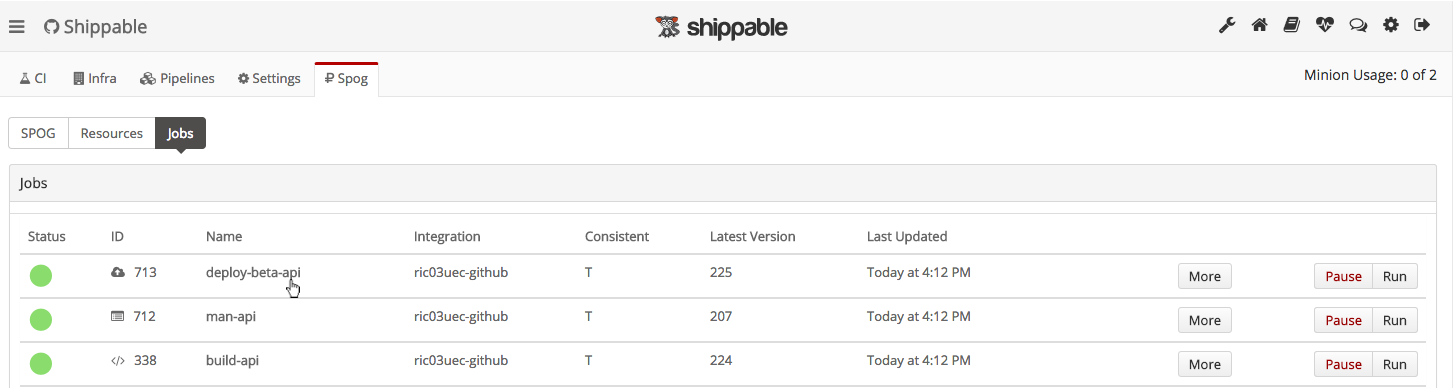 Shippable
shippable
CI Infra Pipelines Settings Spog
Minion Usage: 0 of 2
SPOG Resources Jobs
Jobs
Status ID Name Integration Consistent Latest Version Last Updated
713 deploy-beta-api ric03uec-github T 225 Today at 4:12 PM More Pause Run
712 man-api ric03uec-github T 207 Today at 4:12 PM More Pause Run
338 build-api ric03uec-github T 224 Today at 4:12 PM More Pause Run